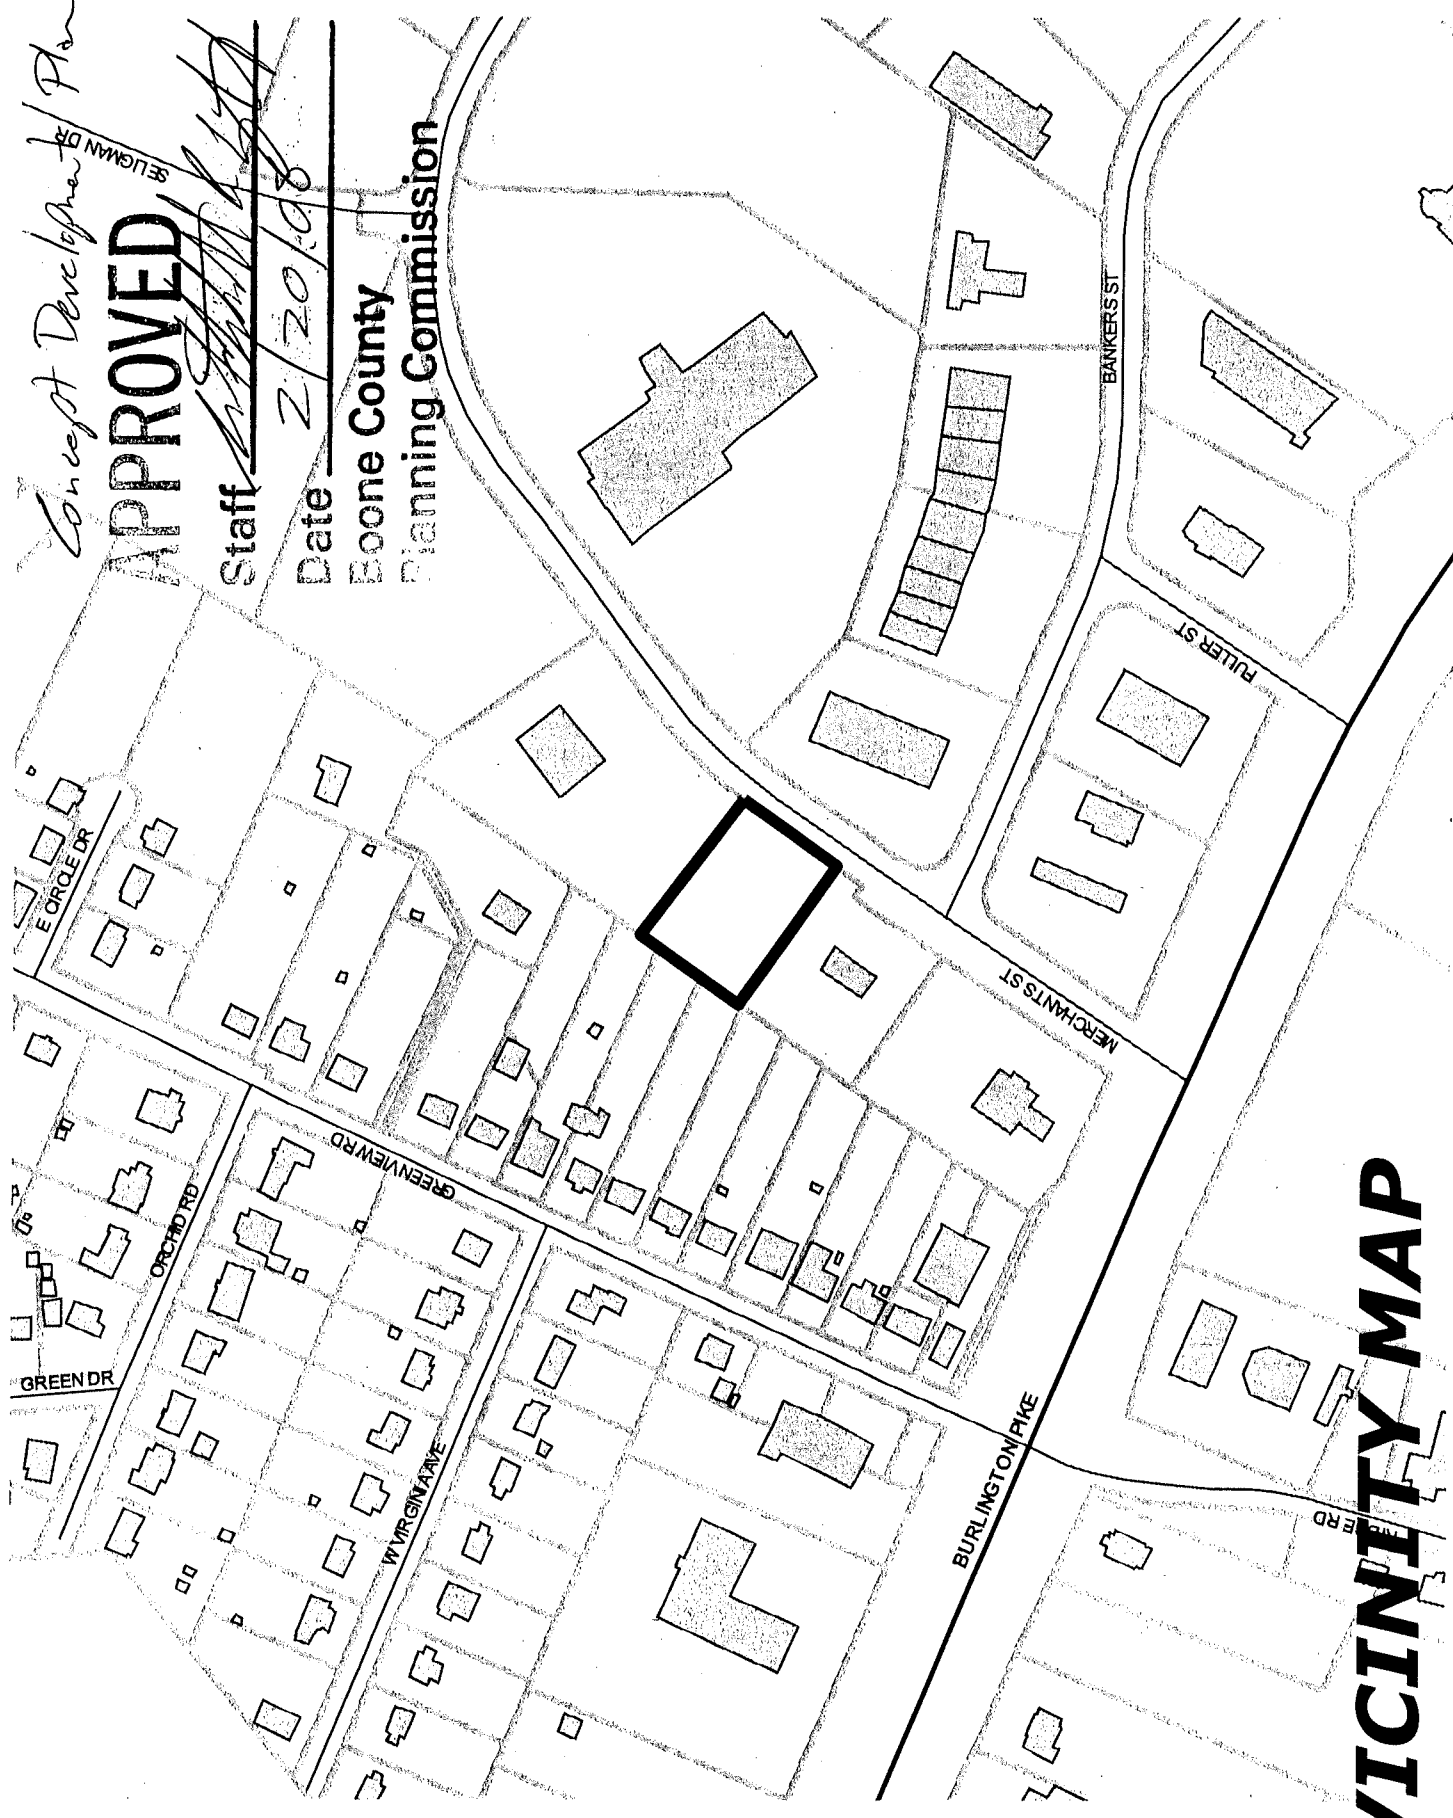 Concept Development Plan
APPROVED
Staff
Date 2/20/08
Boone County
Planning Commission
SELIGMAN DR
E CIRCLE DR
ORCHID RD
GREEN DR
GREENVIEW RD
W VIRGINIA AVE
BANKERS ST
FULLER ST
MERCHANTS ST
BURLINGTON PIKE
RD
VICINITY MAP